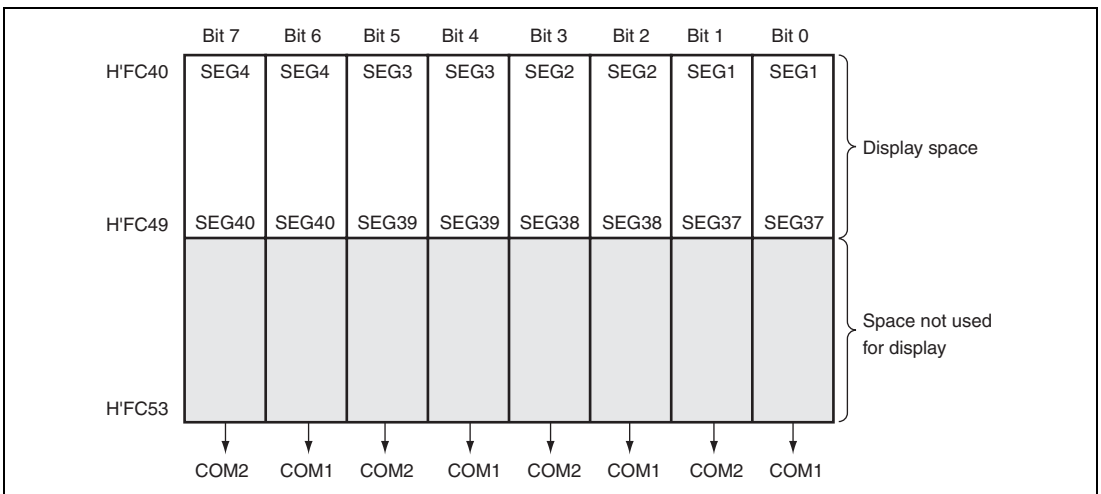 Bit 7 Bit 6 Bit 5 Bit 4 Bit 3 Bit 2 Bit 1 Bit 0
H'FC40 SEG4 SEG4 SEG3 SEG3 SEG2 SEG2 SEG1 SEG1
Display space
H'FC49 SEG40 SEG40 SEG39 SEG39 SEG38 SEG38 SEG37 SEG37
Space not used
for display
H'FC53
COM2 COM1 COM2 COM1 COM2 COM1 COM2 COM1